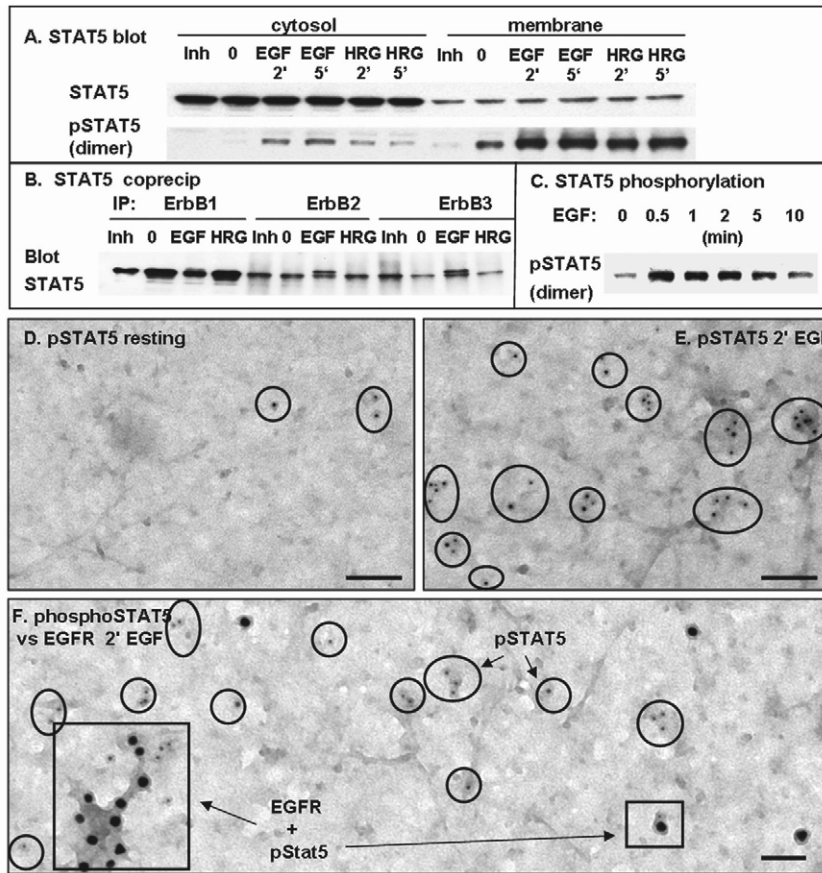 A. STAT5 blot
cytosol
membrane
Inh 0 EGF EGF HRG HRG Inh 0 EGF EGF HRG HRG
2' 5‘ 2’ 5’ 2' 5‘ 2’ 5’
STAT5
pSTAT5
(dimer)
B. STAT5 coprecip
IP: ErbB1 ErbB2 ErbB3
Inh 0 EGF HRG Inh 0 EGF HRG Inh 0 EGF HRG
Blot
STAT5
C. STAT5 phosphorylation
EGF: 0 0.5 1 2 5 10
(min)
pSTAT5
(dimer)
D. pSTAT5 resting
E. pSTAT5 2' EGF
F. phosphoSTAT5
vs EGFR 2' EGF
pSTAT5
EGFR
+
pStat5